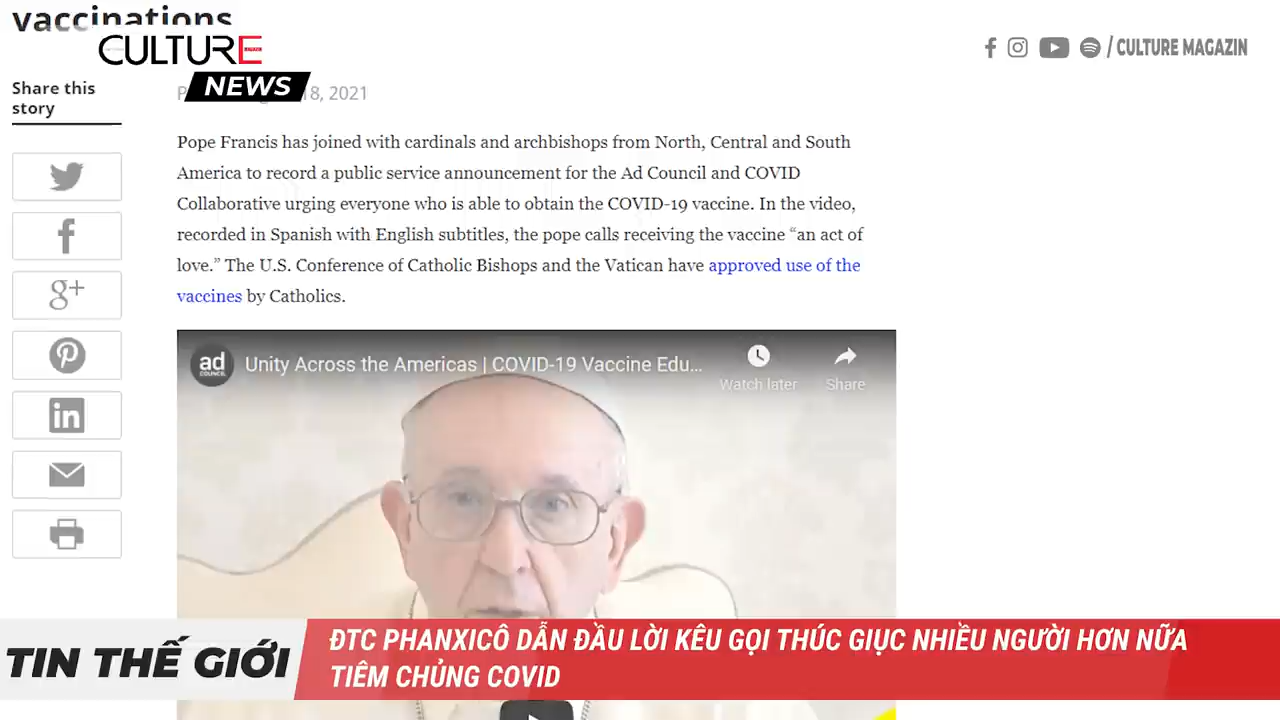 vaccinations
CULTURE
NEWS
/ CULTURE MAGAZIN
Share this
story
18, 2021
Pope Francis has joined with cardinals and archbishops from North, Central and South
America to record a public service announcement for the Ad Council and COVID
Collaborative urging everyone who is able to obtain the COVID-19 vaccine. In the video,
recorded in Spanish with English subtitles, the pope calls receiving the vaccine “an act of
love.” The U.S. Conference of Catholic Bishops and the Vatican have approved use of the
vaccines by Catholics.
ad
COUNCIL
Unity Across the Americas | COVID-19 Vaccine Edu...
Watch later
Share
TIN THẾ GIỚI
ĐTC PHANXICÔ DẪN ĐẦU LỜI KÊU GỌI THÚC GIỤC NHIỀU NGƯỜI HƠN NỮA
TIÊM CHỦNG COVID